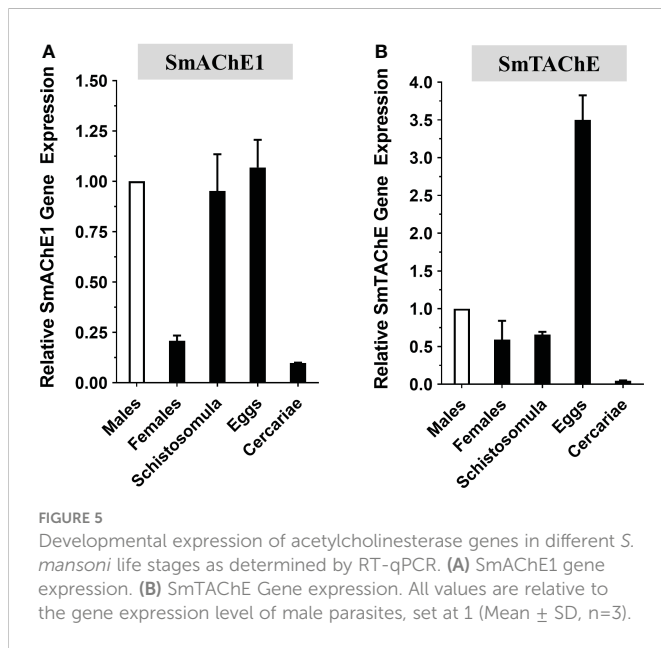 A
SmAChE1
Relative SmAChE1 Gene Expression
1.50
1.25
1.00
0.75
0.50
0.25
0.00
Males
Females
Schistosomula
Eggs
Cercariae
B
SmTAChE
Relative SmTAChE Gene Expression
4.0
3.5
3.0
2.5
2.0
1.5
1.0
0.5
0.0
Males
Females
Schistosomula
Eggs
Cercariae
FIGURE 5
Developmental expression of acetylcholinesterase genes in different S.
mansoni life stages as determined by RT-qPCR. (A) SmAChE1 gene
expression. (B) SmTAChE Gene expression. All values are relative to
the gene expression level of male parasites, set at 1 (Mean ± SD, n=3).